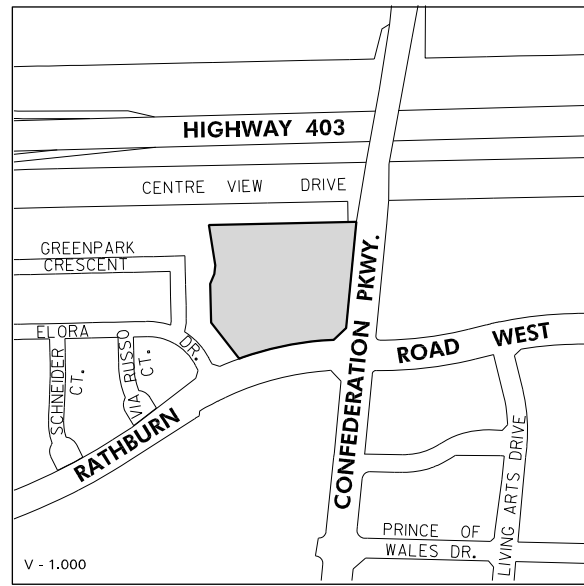 HIGHWAY 403
CENTRE VIEW DRIVE
GREENPARK
CRESCENT
ELORA
DR.
SCHNEIDER
CT.
VIA RUSSO
CT.
RATHBURN
ROAD WEST
CONFEDERATION PKWY.
LIVING ARTS DRIVE
PRINCE OF
WALES DR.
V - 1.000